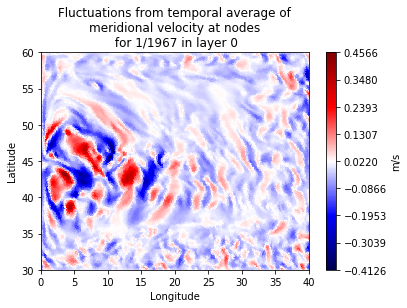 Fluctuations from temporal average of
meridional velocity at nodes
for 1/1967 in layer 0
60
55
50
45
40
35
30
Latitude
0 5 10 15 20 25 30 35 40
Longitude
0.4566
0.3480
0.2393
0.1307
0.0220
−0.0866
−0.1953
−0.3039
−0.4126
m/s